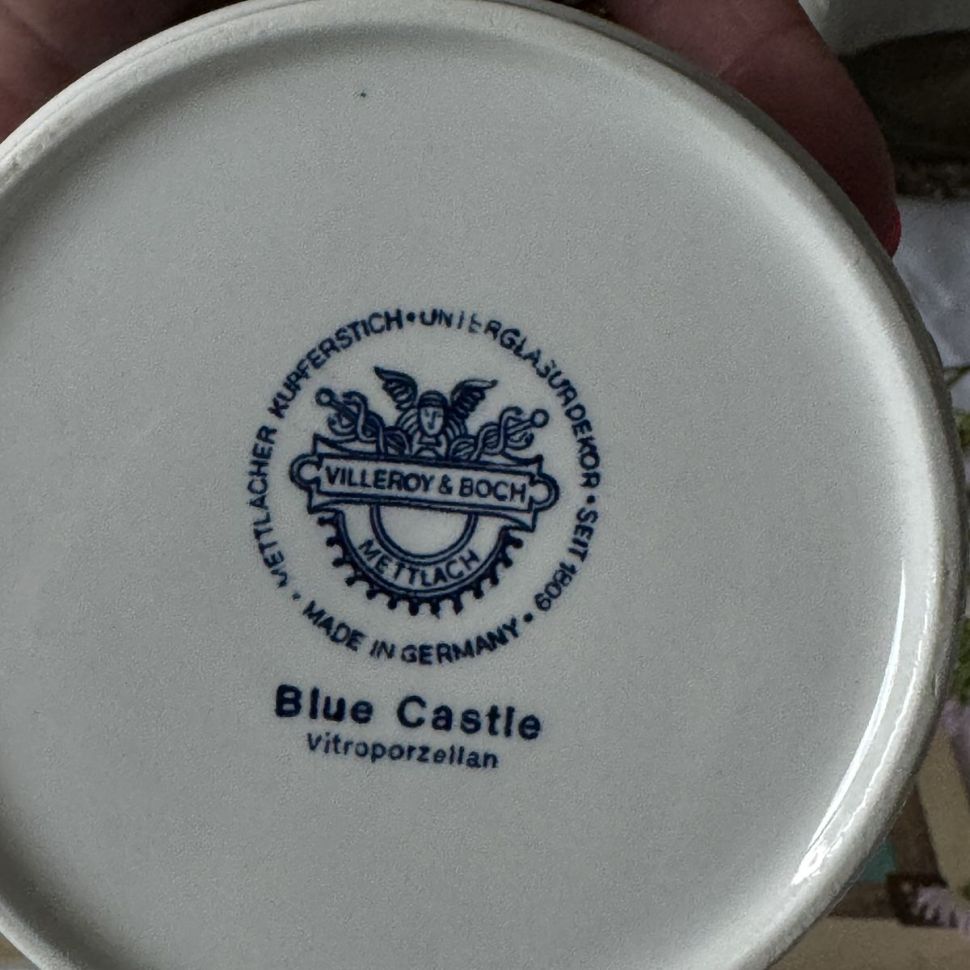 METTLACHER KUPFERSTICH • UNTERGLASURDEKOR • SEIT 1809 • MADE IN GERMANY •
VILLEROY & BOCH
METTLACH
Blue Castle
Vitroporzellan